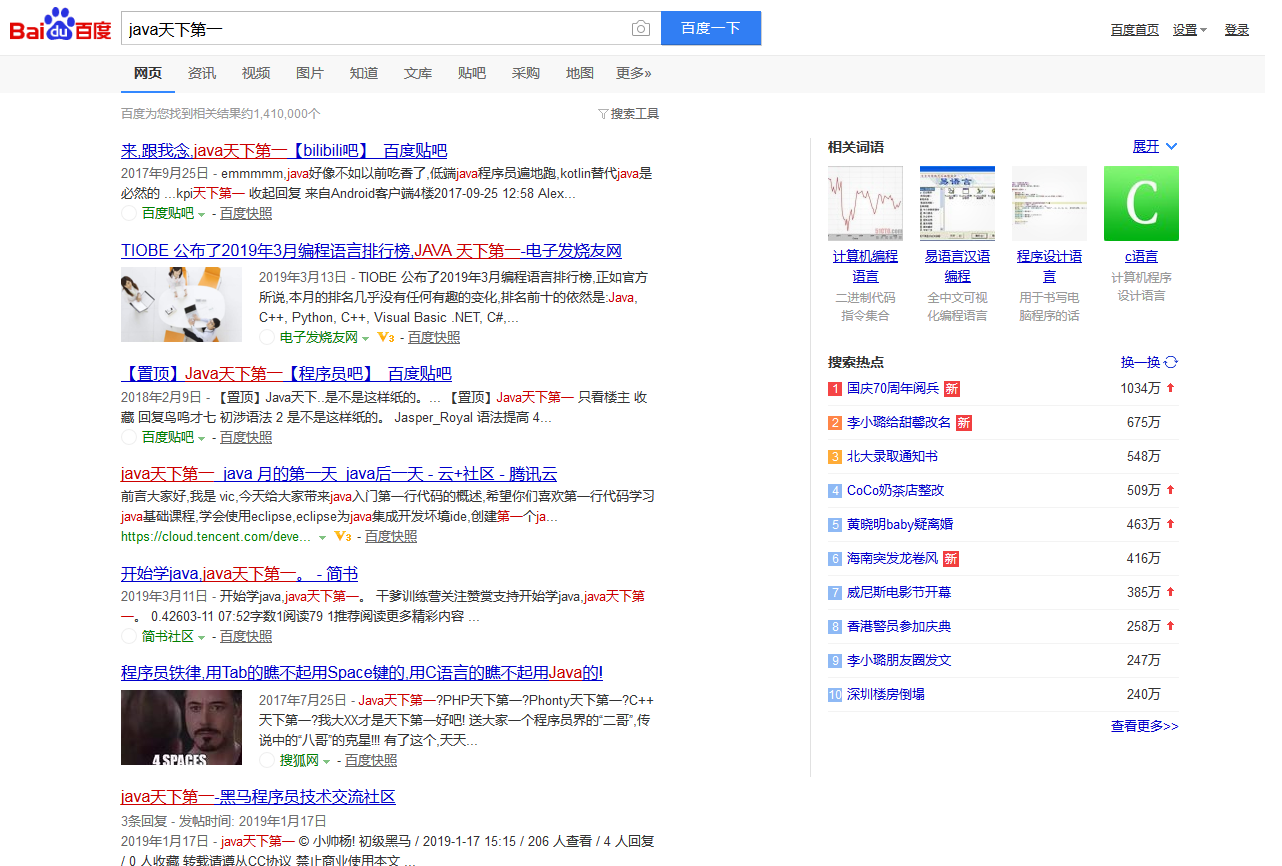 Bai du 百度
java天下第一
百度一下
百度首页 设置 登录
网页 资讯 视频 图片 知道 文库 贴吧 采购 地图 更多»
百度为您找到相关结果约1,410,000个
搜索工具
来,跟我念,java天下第一【bilibili吧】_百度贴吧
2017年9月25日 - emmmmm,java好像不如以前吃香了,低端java程序员遍地跑,kotlin替代java是
必然的 ...kpi天下第一 收起回复 来自Android客户端4楼2017-09-25 12:58 Alex...
百度贴吧 - 百度快照
TIOBE 公布了2019年3月编程语言排行榜,JAVA 天下第一-电子发烧友网
2019年3月13日 - TIOBE 公布了2019年3月编程语言排行榜,正如官方
所说,本月的排名几乎没有任何有趣的变化,排名前十的依然是:Java,
C++, Python, C++, Visual Basic .NET, C#,...
电子发烧友网 V3 - 百度快照
【置顶】Java天下第一【程序员吧】_百度贴吧
2018年2月9日 - 【置顶】Java天下..是不是这样纸的。... 【置顶】Java天下第一 只看楼主 收
藏 回复鸟鸣才七 初涉语法 2 是不是这样纸的。 Jasper_Royal 语法提高 4...
百度贴吧 - 百度快照
java天下第一_java 月的第一天_java后一天 - 云+社区 - 腾讯云
前言大家好,我是 vic,今天给大家带来java入门第一行代码的概述,希望你们喜欢第一行代码学习
java基础课程,学会使用eclipse,eclipse为java集成开发坏境ide,创建第一个ja...
https://cloud.tencent.com/deve... V3 - 百度快照
开始学java,java天下第一。 - 简书
2019年3月11日 - 开始学java,java天下第一。 干爹训练营关注赞赏支持开始学java,java天下第
一。 0.42603-11 07:52字数1阅读79 1推荐阅读更多精彩内容 ...
简书社区 - 百度快照
程序员铁律,用Tab的瞧不起用Space键的,用C语言的瞧不起用Java的!
2017年7月25日 - Java天下第一?PHP天下第一?Phonty天下第一?C++
天下第一?我大XX才是天下第一好吧! 送大家一个程序员界的“二哥”,传
说中的“八哥”的克星!!! 有了这个,天天...
4 SPACES
搜狐网 - 百度快照
java天下第一-黑马程序员技术交流社区
3条回复 - 发帖时间: 2019年1月17日
2019年1月17日 - java天下第一 © 小帅杨! 初级黑马 / 2019-1-17 15:15 / 206 人查看 / 4 人回复
/ 0 人收藏 转载请遵从CC协议 禁止商业使用本文 ...
相关词语 展开
易语言
C
计算机编程
语言
二进制代码
指令集合
易语言汉语
编程
全中文可视
化编程语言
程序设计语
言
用于书写电
脑程序的话
c语言
计算机程序
设计语言
搜索热点 换一换
1 国庆70周年阅兵 新 1034万
2 李小璐给甜馨改名 新 675万
3 北大录取通知书 548万
4 CoCo奶茶店整改 509万
5 黄晓明baby疑离婚 463万
6 海南突发龙卷风 新 416万
7 威尼斯电影节开幕 385万
8 香港警员参加庆典 258万
9 李小璐朋友圈发文 247万
10 深圳楼房倒塌 240万
查看更多>>